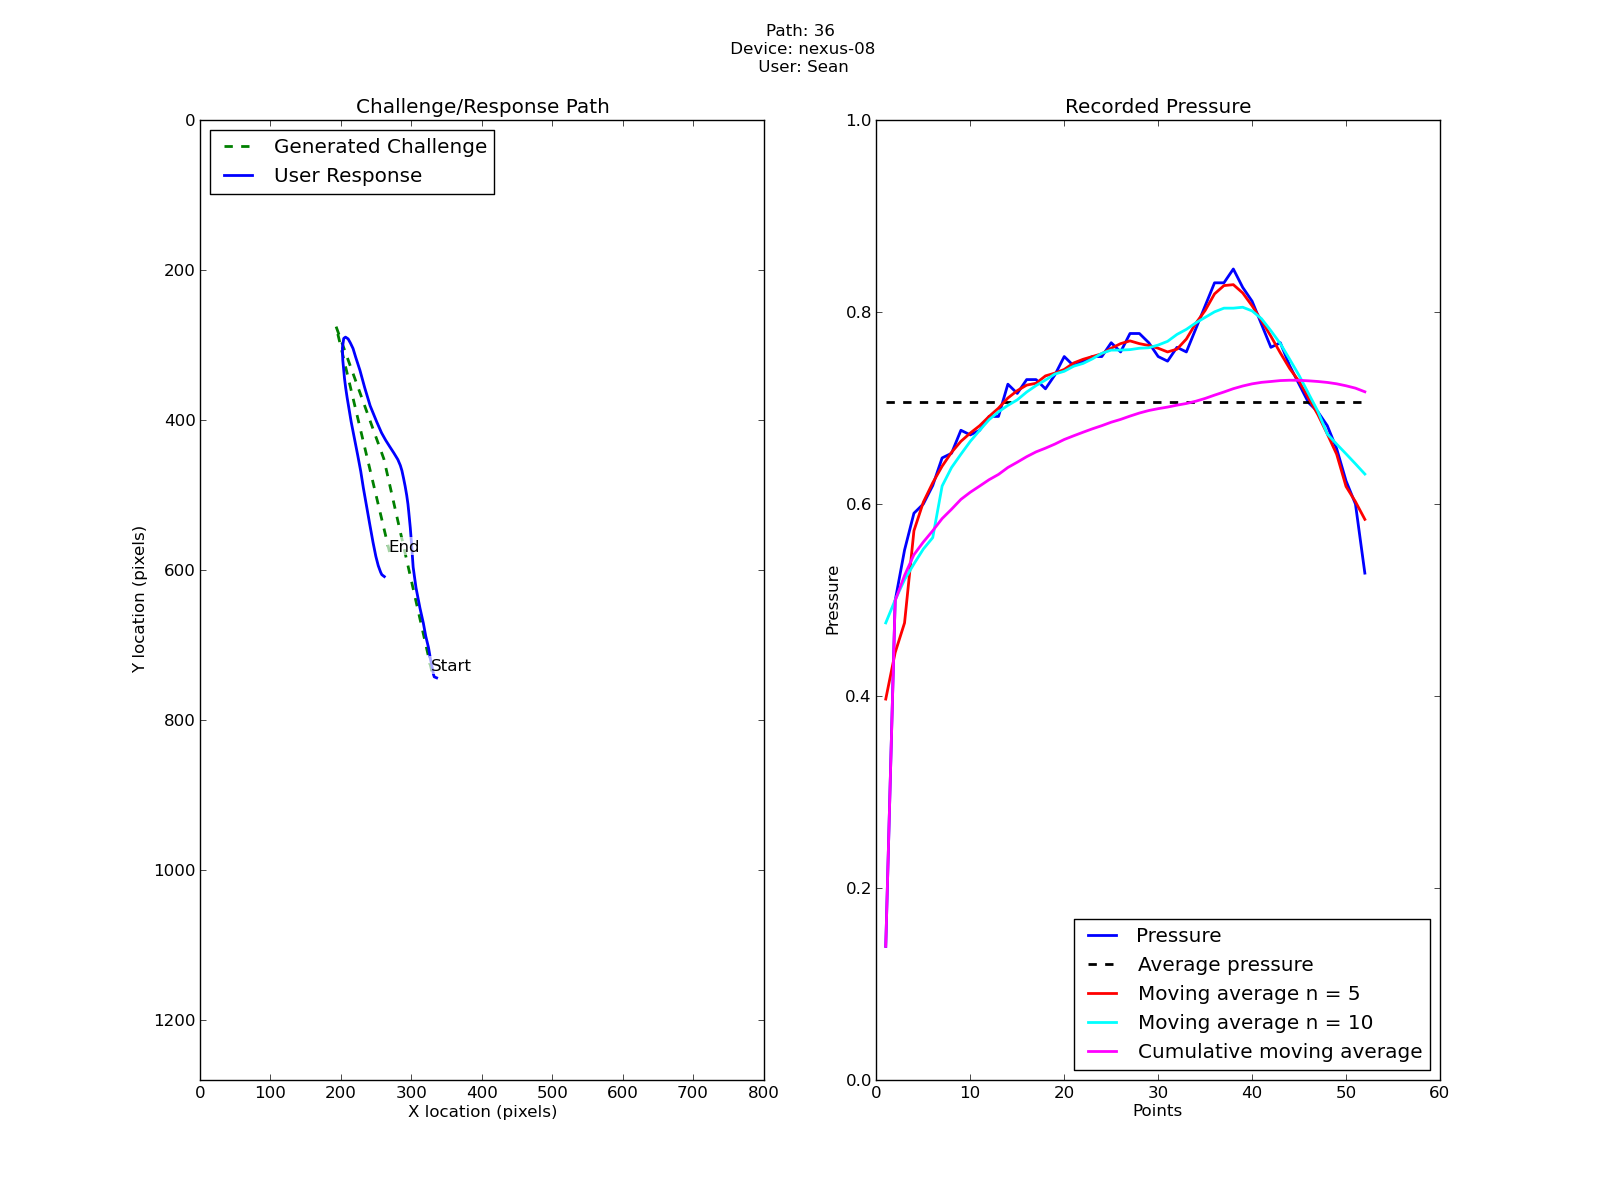 Path: 36
Device: nexus-08
User: Sean
Challenge/Response Path
Generated Challenge
User Response
0
200
400
600
800
1000
1200
Y location (pixels)
End
Start
0 100 200 300 400 500 600 700 800
X location (pixels)
Recorded Pressure
1.0
0.8
0.6
0.4
0.2
0.0
Pressure
Pressure
Average pressure
Moving average n = 5
Moving average n = 10
Cumulative moving average
0 10 20 30 40 50 60
Points